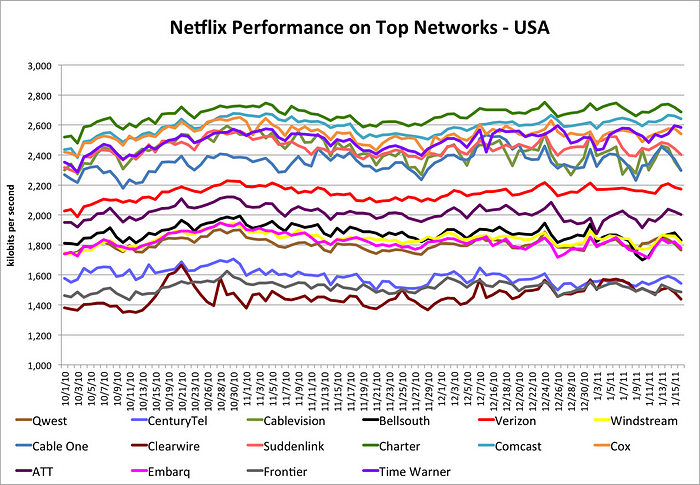 Netflix Performance on Top Networks - USA
3,000
2,800
2,600
2,400
2,200
2,000
1,800
1,600
1,400
1,200
1,000
kilobits per second
10/1/10 10/3/10 10/5/10 10/7/10 10/9/10 10/11/10 10/13/10 10/15/10 10/17/10 10/19/10 10/21/10 10/26/10 10/28/10 10/30/10 11/1/10 11/3/10 11/5/10 11/7/10 11/9/10 11/11/10 11/13/10 11/15/10 11/17/10 11/19/10 11/21/10 11/23/10 11/25/10 11/27/10 11/29/10 12/1/10 12/3/10 12/5/10 12/7/10 12/14/10 12/16/10 12/18/10 12/20/10 12/22/10 12/24/10 12/26/10 12/28/10 12/30/10 1/3/11 1/5/11 1/7/11 1/9/11 1/11/11 1/13/11 1/15/11
Qwest CenturyTel Cablevision Bellsouth Verizon Windstream
Cable One Clearwire Suddenlink Charter Comcast Cox
ATT Embarq Frontier Time Warner